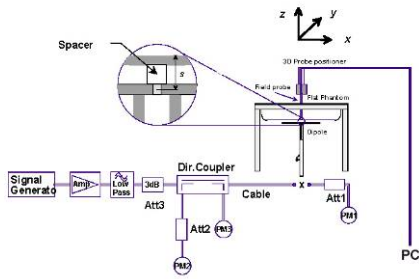 z
y
x
Spacer
s
3D Probe positioner
Field probe
Flat Phantom
Dipole
Signal
Generato
Amp
Low
Pass
3dB
Att3
Dir.Coupler
Cable
x
Att1
Att2
PM3
PM1
PM2
PC